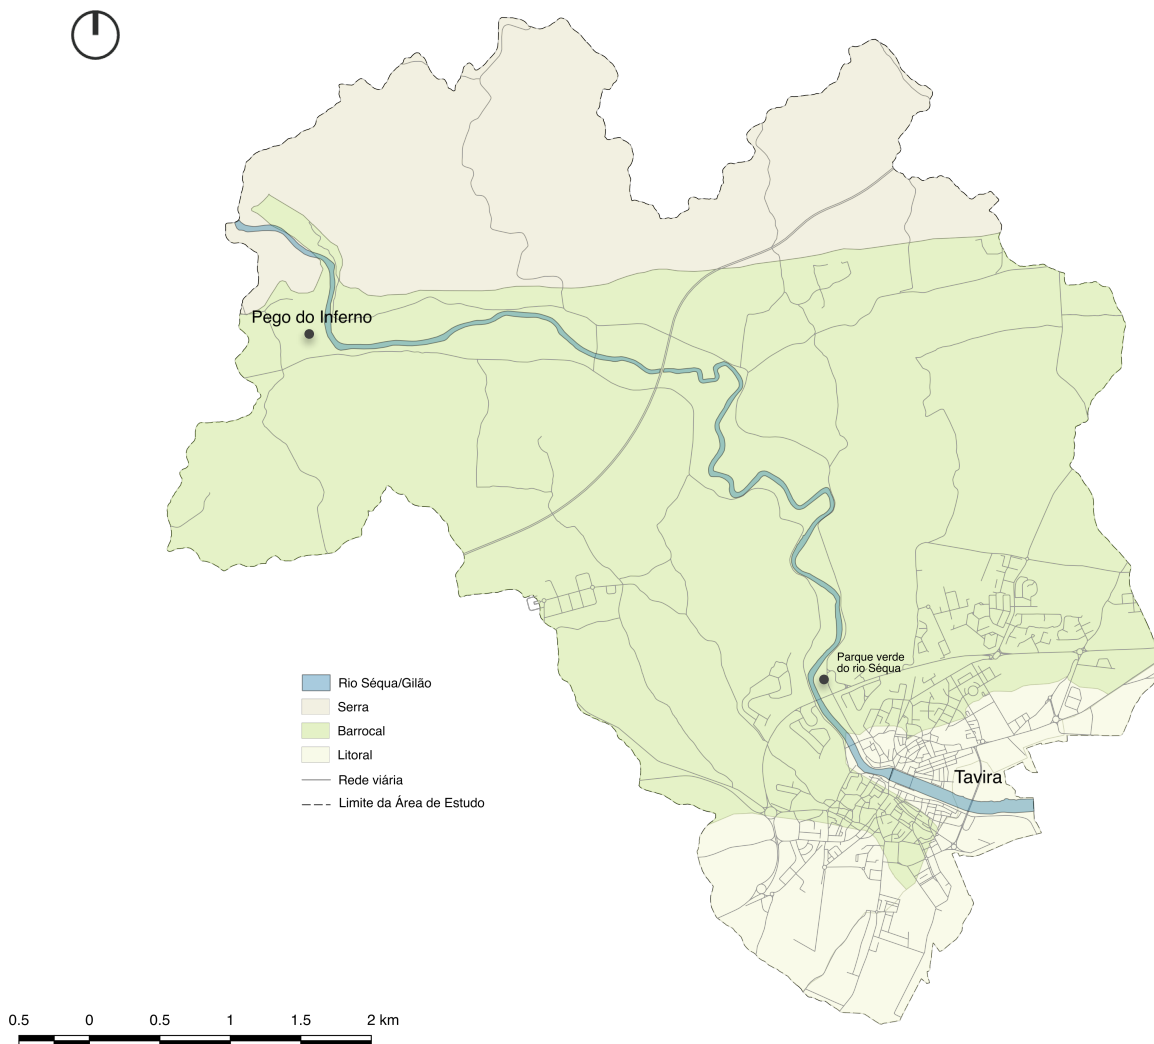 Pego do Inferno
Parque verde
do rio Séqua
Rio Séqua/Gilão
Serra
Barrocal
Litoral
Rede viária
Limite da Área de Estudo
Tavira
0.5 0 0.5 1 1.5 2 km